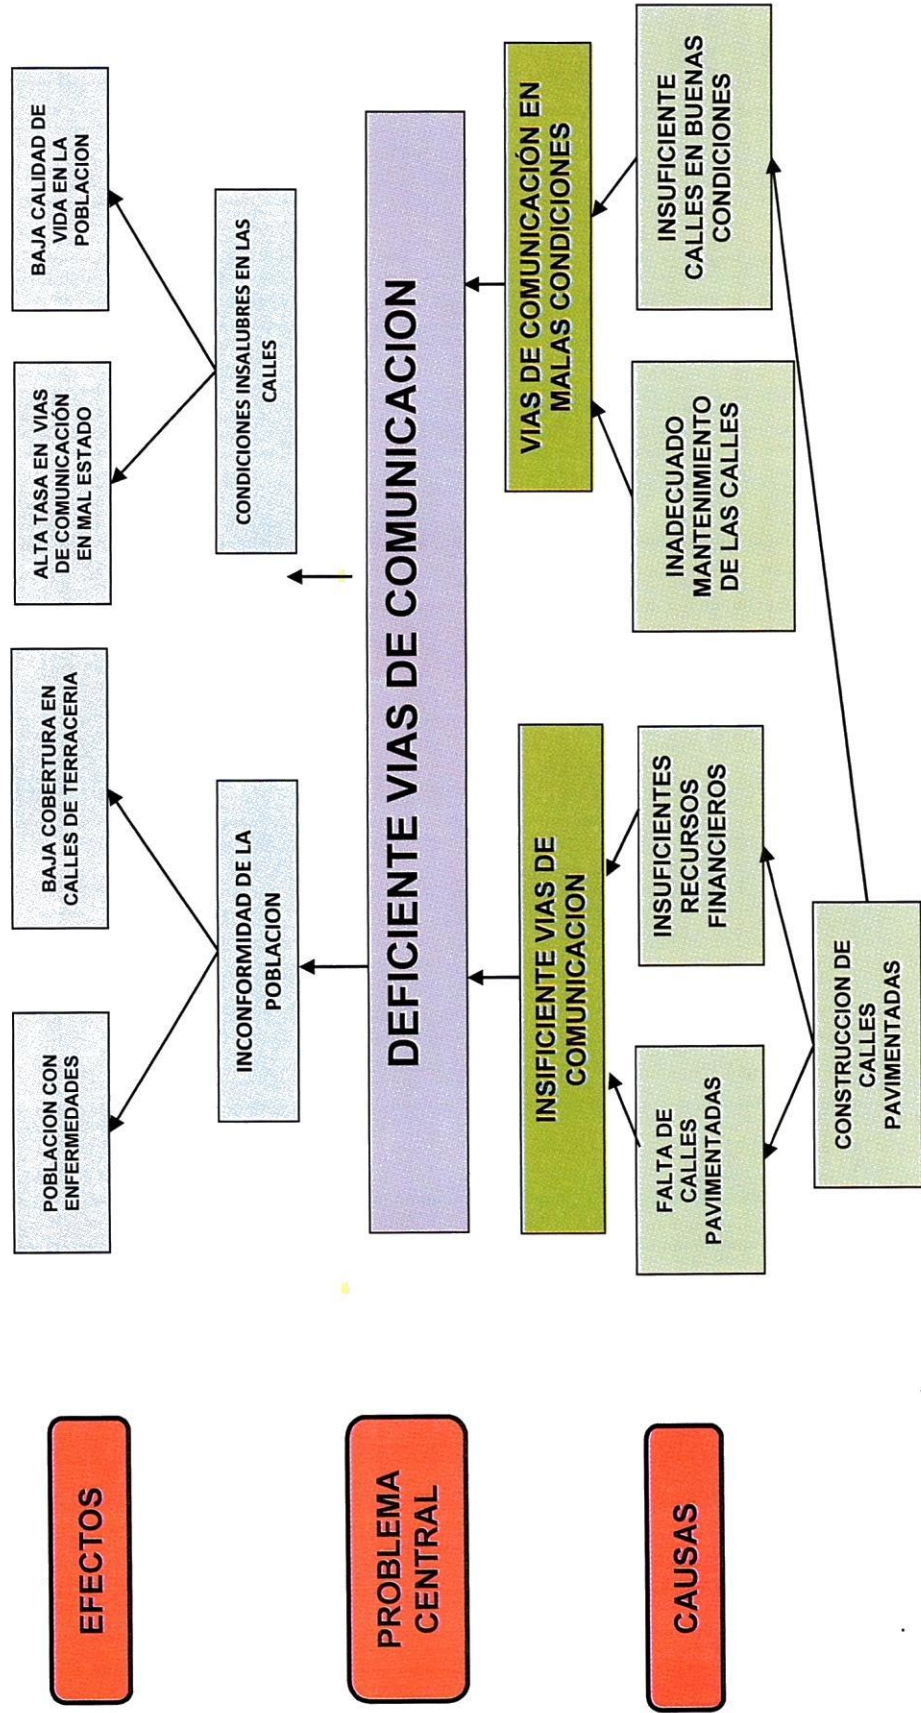 EFECTOS
POBLACION CON
ENFERMEDADES
BAJA COBERTURA EN
CALLES DE TERRACERIA
ALTA TASA EN VIAS
DE COMUNICACIÓN
EN MAL ESTADO
BAJA CALIDAD DE
VIDA EN LA
POBLACION
INCONFORMIDAD DE LA
POBLACION
CONDICIONES INSALUBRES EN LAS
CALLES
PROBLEMA
CENTRAL
DEFICIENTE VIAS DE COMUNICACION
INSIFICIENTE VIAS DE
COMUNICACION
VIAS DE COMUNICACIÓN EN
MALAS CONDICIONES
CAUSAS
FALTA DE
CALLES
PAVIMENTADAS
INSUFICIENTES
RECURSOS
FINANCIEROS
INADECUADO
MANTENIMIENTO
DE LAS CALLES
INSUFICIENTE
CALLES EN BUENAS
CONDICIONES
CONSTRUCCION DE
CALLES
PAVIMENTADAS